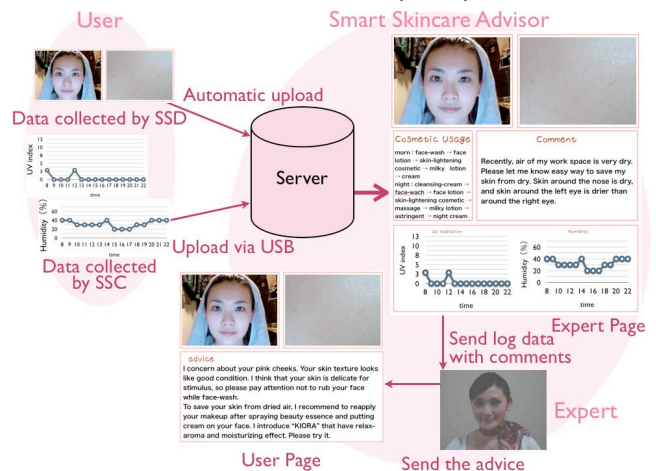 User
Smart Skincare Advisor
Automatic upload
Data collected by SSD
UV index
13
12
9
6
3
0
8 9 10 11 12 13 14 15 16 17 18 19 20 21 22
time
Server
Humidity (%)
60
40
20
0
8 9 10 11 12 13 14 15 16 17 18 19 20 21 22
time
Upload via USB
Data collected
by SSC
Cosmetic Usage
morn : face-wash → face
lotion → skin-lightening
cosmetic → milky lotion
→ cream
night : cleansing-cream →
face-wach → face lotion →
skin-lightening cosmetic →
massage → milky lotion →
astringent → night cream
Comment
Recently, air of my work space is very dry.
Please let me know easy way to save my
skin from dry. Skin around the nose is dry,
and skin around the left eye is drier than
around the right eye.
UV index
13
12
9
6
3
0
8 10 12 14 16 18 20 22
time
Humidity
Humidity (%)
60
40
20
0
8 10 12 14 16 18 20 22
time
Expert Page
Send log data
with comments
advice
I concern about your pink cheeks. Your skin texture looks
like good condition. I think that your skin is delicate for
stimulus, so please pay attention not to rub your face
while face-wash.
To save your skin from dried air, I recommend to reapply
your makeup after spraying beauty essence and putting
cream on your face. I introduce “KIORA” that have relax-
aroma and moisturizing effect. Please try it.
User Page
Expert
Send the advice